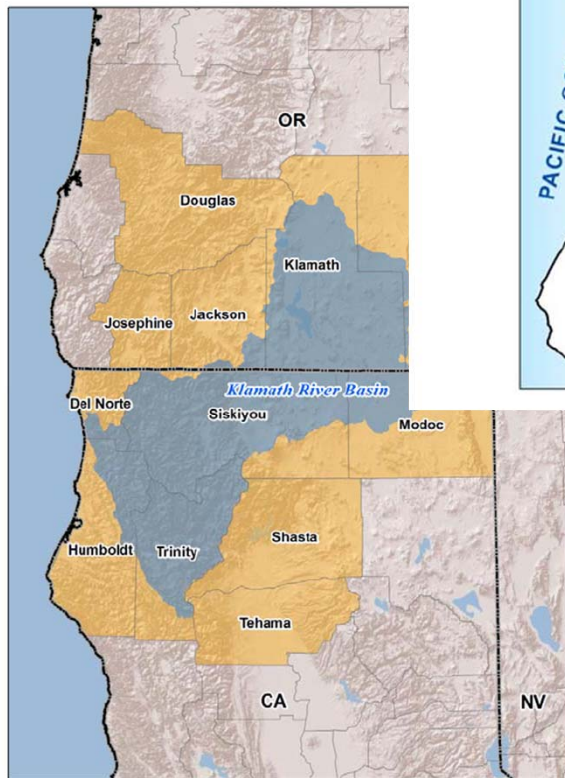 OR
PACIFIC
Douglas
Klamath
Jackson
Josephine
Klamath River Basin
Del Norte
Siskiyou
Modoc
Shasta
Humboldt
Trinity
Tehama
CA
NV